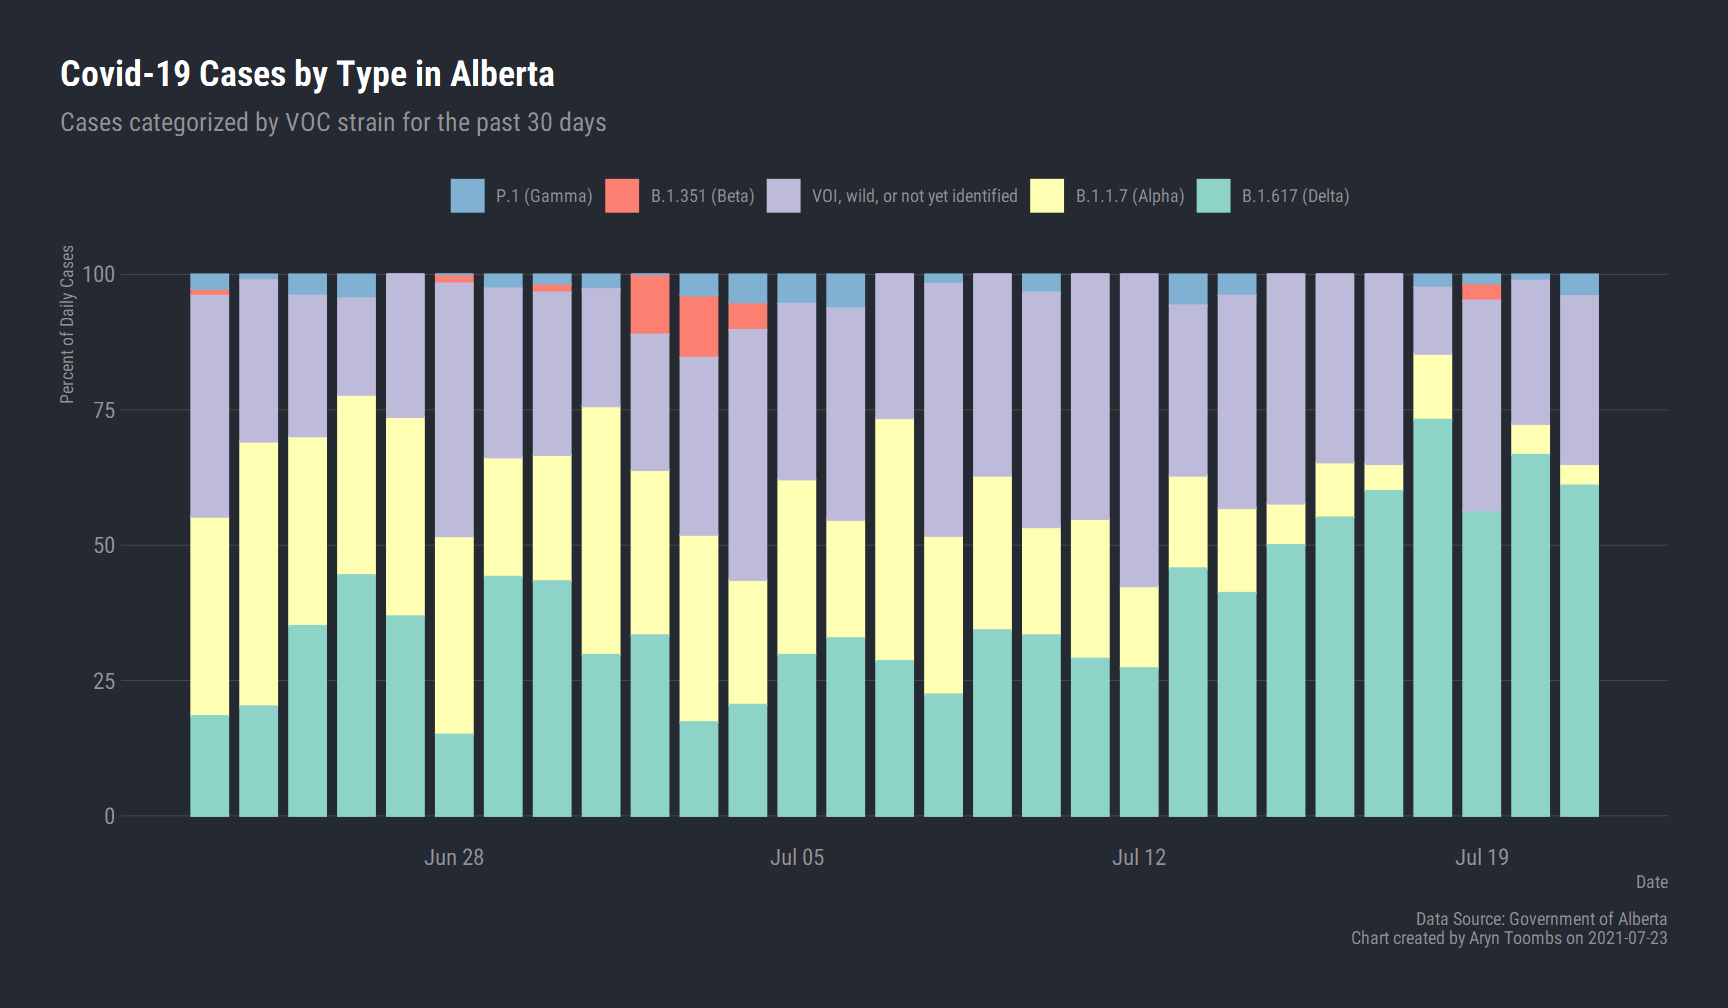 Covid-19 Cases by Type in Alberta
Cases categorized by VOC strain for the past 30 days
P.1 (Gamma) B.1.351 (Beta) VOI, wild, or not yet identified B.1.1.7 (Alpha) B.1.617 (Delta)
Percent of Daily Cases
100
75
50
25
0
Jun 28 Jul 05 Jul 12 Jul 19
Date
Data Source: Government of Alberta
Chart created by Aryn Toombs on 2021-07-23